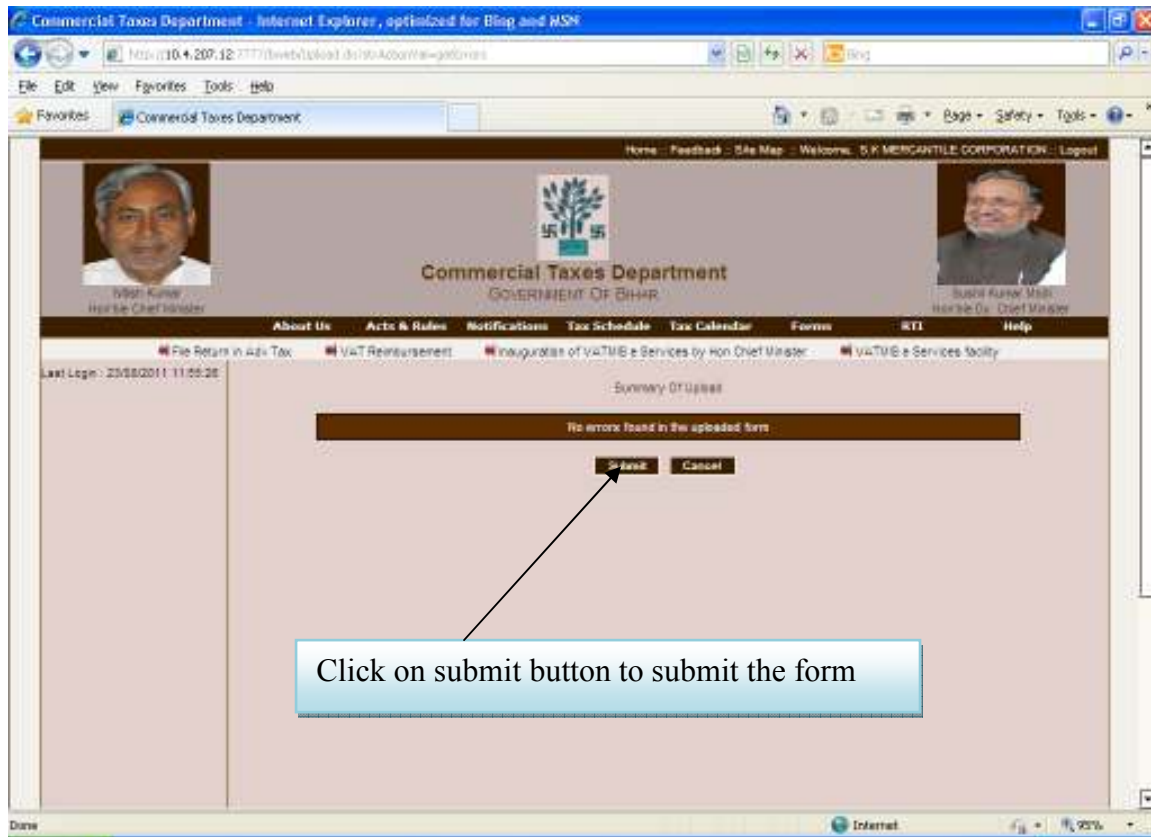 Commercial Taxes Department - Internet Explorer, optimized for Bing and MSN
10.4.207.12
Bing
File Edit View Favorites Tools Help
Favorites Commercial Taxes Department
Page Safety Tools
Home :: Feedback :: Site Map :: Welcome, S.K MERCANTILE CORPORATION :: Logout
Commercial Taxes Department
GOVERNMENT OF BIHAR
Nitish Kumar
Hon'ble Chief Minister
Sushil Kumar Modi
Hon'ble Dy. Chief Minister
About Us Acts & Rules Notifications Tax Schedule Tax Calendar Forms RTI Help
File Return in Adv Tax VAT Reimbursement Inauguration of VATMIS e Services by Hon Chief Minister VATMIS e Services facility
Last Login : 23/08/2011
Summary Of Upload
No errors found in the uploaded form
Submit Cancel
Click on submit button to submit the form
Done Internet 95%